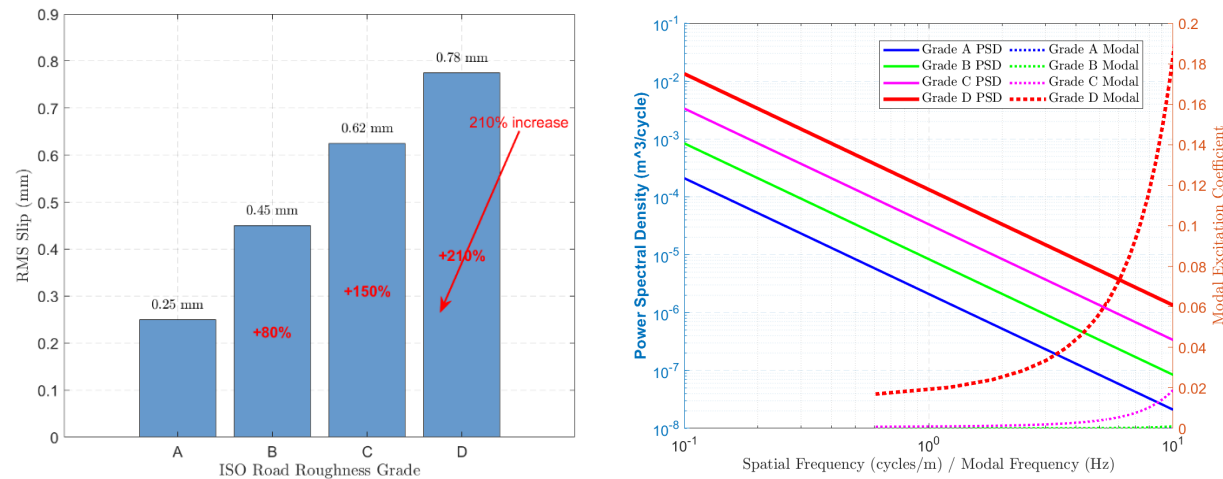 0.9
0.8
0.7
0.6
0.5
0.4
0.3
0.2
0.1
0
RMS Slip (mm)
0.25 mm
0.45 mm
0.62 mm
0.78 mm
210% increase
+80%
+150%
+210%
A
B
C
D
ISO Road Roughness Grade
10^-1
10^-2
10^-3
10^-4
10^-5
10^-6
10^-7
10^-8
Power Spectral Density (m^3/cycle)
Grade A PSD
Grade B PSD
Grade C PSD
Grade D PSD
Grade A Modal
Grade B Modal
Grade C Modal
Grade D Modal
0.2
0.18
0.16
0.14
0.12
0.1
0.08
0.06
0.04
0.02
0
Modal Excitation Coefficient
10^-1
10^0
10^1
Spatial Frequency (cycles/m) / Modal Frequency (Hz)